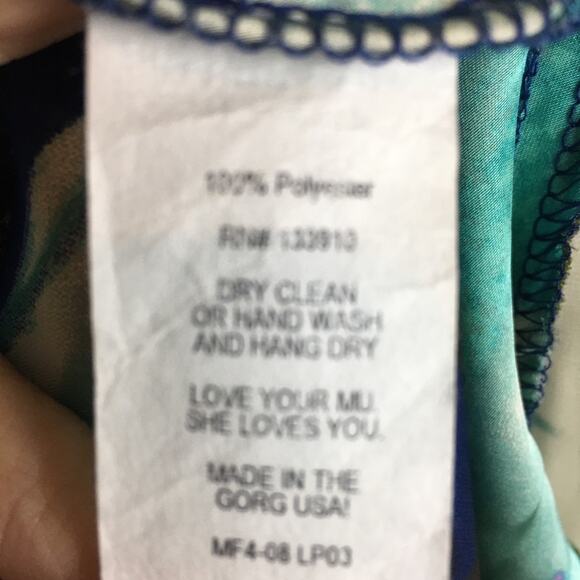 100% Polyester
RN# 133910
DRY CLEAN
OR HAND WASH
AND HANG DRY
LOVE YOUR MU.
SHE LOVES YOU.
MADE IN THE
GORG USA!
MF4-08 LP03